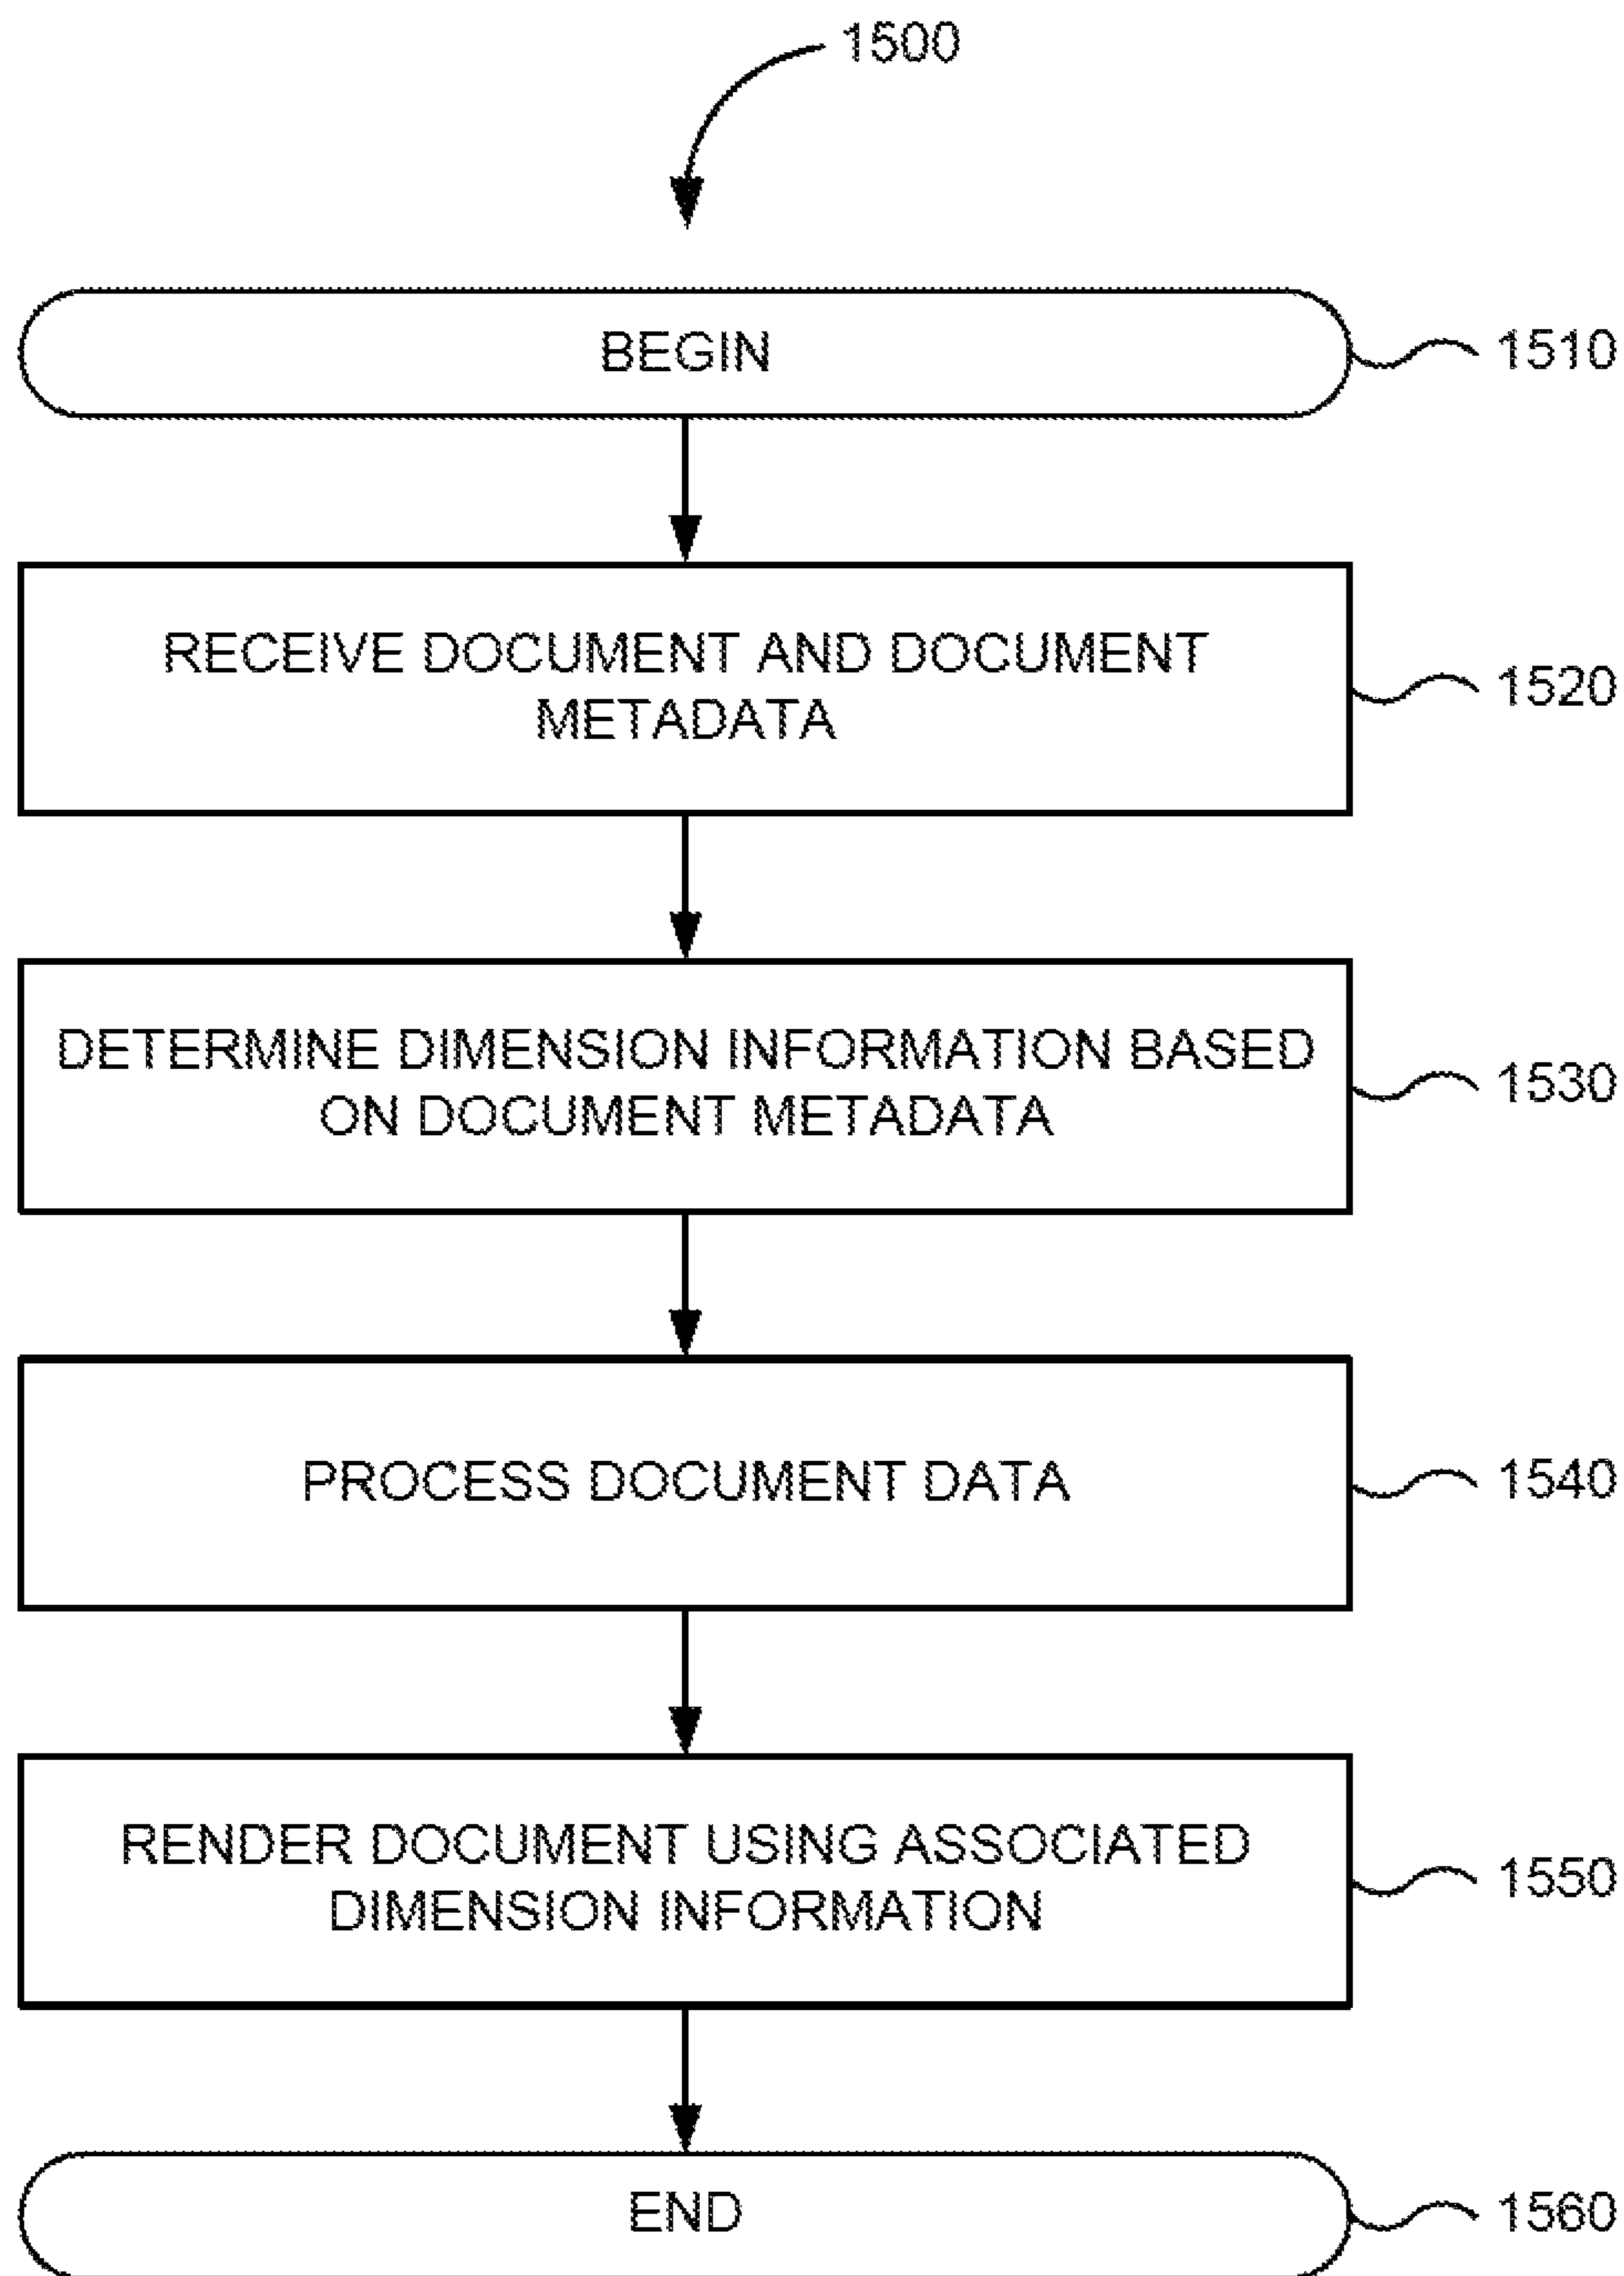 1500
BEGIN
1510
RECEIVE DOCUMENT AND DOCUMENT
METADATA
1520
DETERMINE DIMENSION INFORMATION BASED
ON DOCUMENT METADATA
1530
PROCESS DOCUMENT DATA
1540
RENDER DOCUMENT USING ASSOCIATED
DIMENSION INFORMATION
1550
END
1560